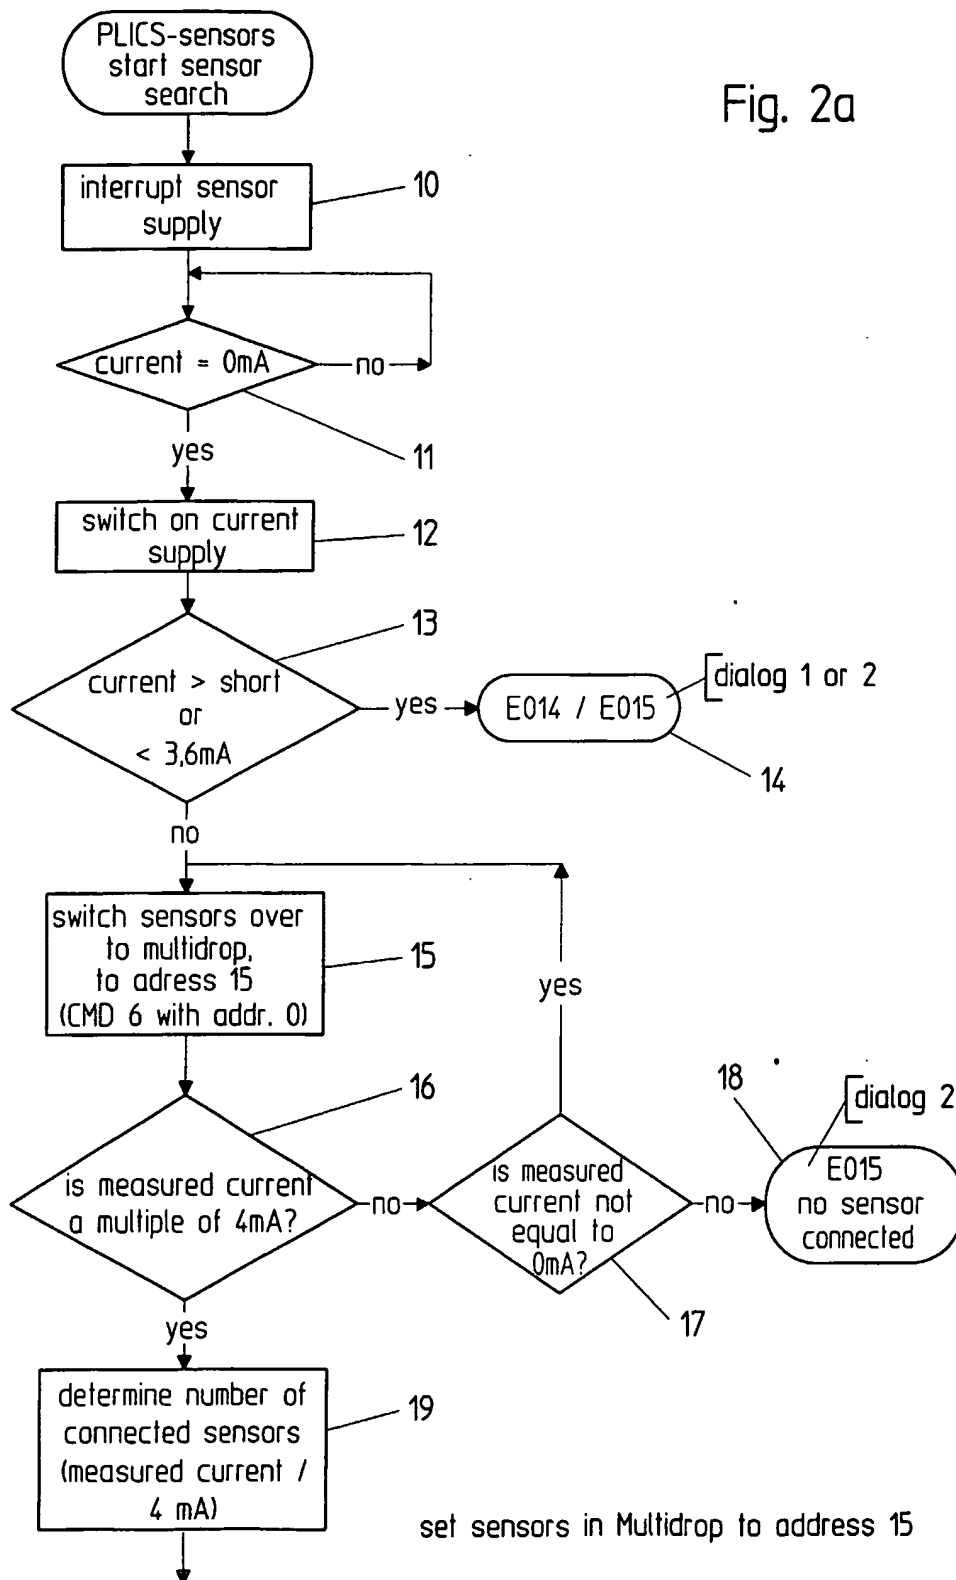 PLICS-sensors
start sensor
search
Fig. 2a
interrupt sensor
supply
10
current = 0mA
no
11
yes
switch on current
supply
12
13
current > short
or
< 3,6mA
yes
E014 / E015
dialog 1 or 2
14
no
switch sensors over
to multidrop,
to adress 15
(CMD 6 with addr. 0)
15
yes
16
is measured current
a multiple of 4mA?
no
is measured
current not
equal to
0mA?
17
no
18
dialog 2
E015
no sensor
connected
yes
determine number of
connected sensors
(measured current /
4 mA)
19
set sensors in Multidrop to address 15